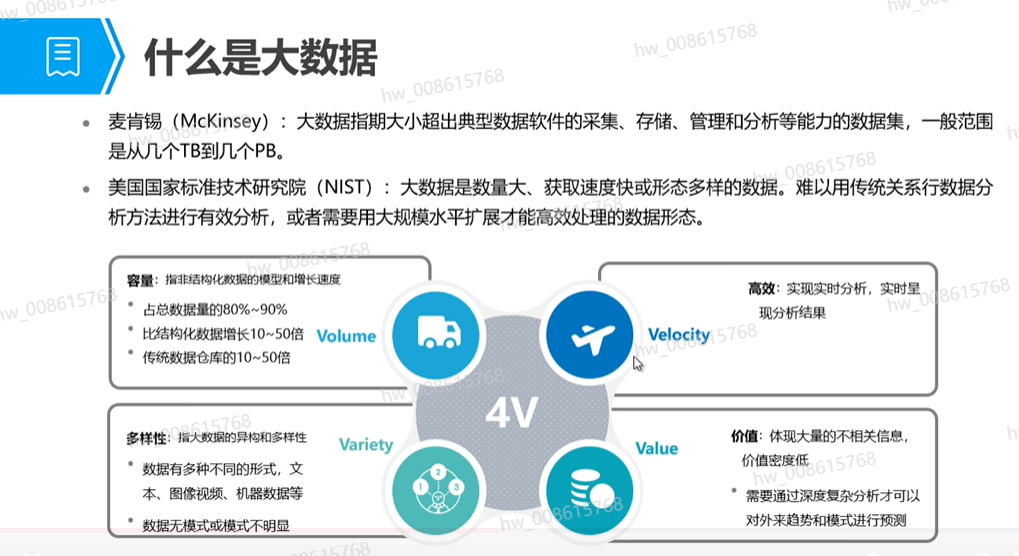 什么是大数据
麦肯锡（McKinsey）：大数据指期大小超出典型数据软件的采集、存储、管理和分析等能力的数据集，一般范围
是从几个TB到几个PB。
美国国家标准技术研究院（NIST）：大数据是数量大、获取速度快或形态多样的数据。难以用传统关系行数据分
析方法进行有效分析，或者需要用大规模水平扩展才能高效处理的数据形态。
容量：指非结构化数据的模型和增长速度
占总数据量的80%~90%
比结构化数据增长10~50倍
传统数据仓库的10~50倍
Volume
高效：实现实时分析，实时呈
现分析结果
Velocity
4V
多样性：指大数据的异构和多样性
数据有多种不同的形式，文
本、图像视频、机器数据等
数据无模式或模式不明显
Variety
1
2
3
Value
价值：体现大量的不相关信息，
价值密度低
需要通过深度复杂分析才可以
对外来趋势和模式进行预测
hw_008615768
hw_008615768
hw_008615768
hw_008615768
hw_008615768
hw_008615768
hw_008615768
hw_008615768
hw_008615768
hw_008615768
hw_008615768
hw_008615768
hw_008615768
hw_008615768